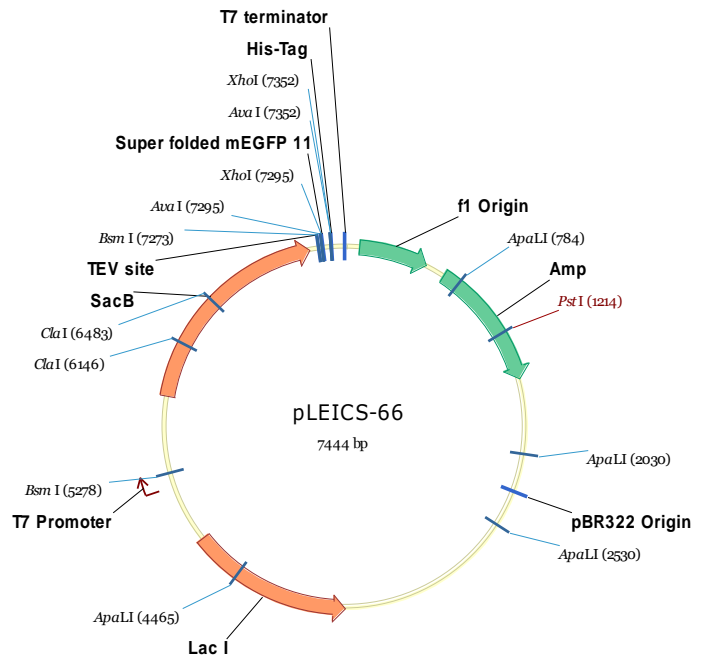 T7 terminator
His-Tag
XhoI (7352)
AvaI (7352)
Super folded mEGFP 11
XhoI (7295)
AvaI (7295)
BsmI (7273)
TEV site
SacB
ClaI (6483)
ClaI (6146)
f1 Origin
ApaLI (784)
Amp
PstI (1214)
pLEICS-66
7444 bp
BsmI (5278)
T7 Promoter
ApaLI (2030)
pBR322 Origin
ApaLI (2530)
ApaLI (4465)
Lac I